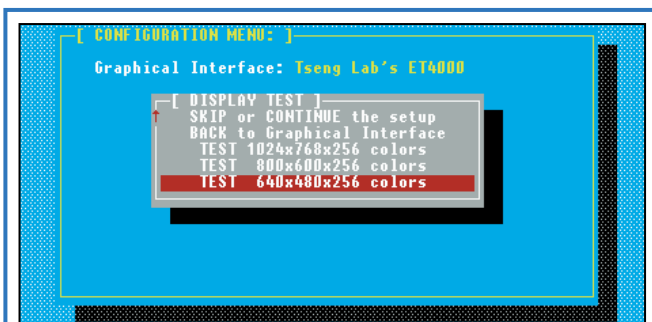 [ CONFIGURATION MENU: ]
Graphical Interface: Tseng Lab's ET4000
[ DISPLAY TEST ]
↑ SKIP or CONTINUE the setup
BACK to Graphical Interface
TEST 1024x768x256 colors
TEST 800x600x256 colors
TEST 640x480x256 colors